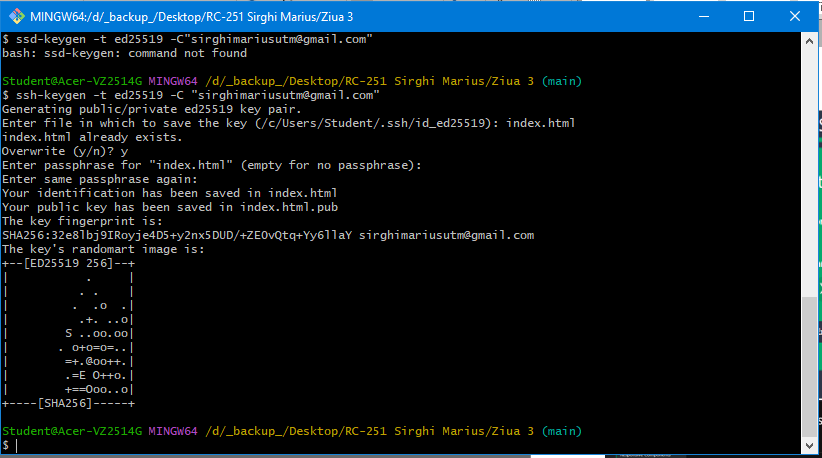 MINGW64:/d/_backup_/Desktop/RC-251 Sirghi Marius/Ziua 3
$ ssd-keygen -t ed25519 -C"sirghimariusutm@gmail.com"
bash: ssd-keygen: command not found
Student@Acer-VZ2514G MINGW64 /d/_backup_/Desktop/RC-251 Sirghi Marius/Ziua 3 (main)
$ ssh-keygen -t ed25519 -C "sirghimariusutm@gmail.com"
Generating public/private ed25519 key pair.
Enter file in which to save the key (/c/Users/Student/.ssh/id_ed25519): index.html
index.html already exists.
Overwrite (y/n)? y
Enter passphrase for "index.html" (empty for no passphrase):
Enter same passphrase again:
Your identification has been saved in index.html
Your public key has been saved in index.html.pub
The key fingerprint is:
SHA256:32e8lbj9IRoyje4D5+y2nx5DUD/+ZEOvQtq+Yy6llaY sirghimariusutm@gmail.com
The key's randomart image is:
+--[ED25519 256]--+
|           .     |
|          . .    |
|         .  .o  .|
|          .+. ..o|
|        S ..oo.oo|
|       . o+o=o=..|
|        =+.@oo++.|
|        .=E O++o.|
|        +==Ooo..o|
+----[SHA256]-----+
Student@Acer-VZ2514G MINGW64 /d/_backup_/Desktop/RC-251 Sirghi Marius/Ziua 3 (main)
$